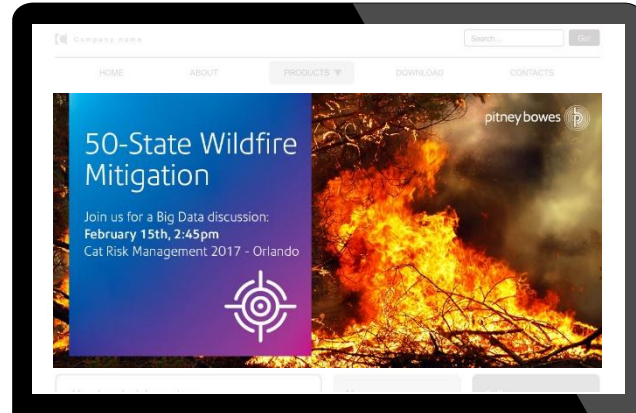 Company name
Search...
Go!
HOME ABOUT PRODUCTS ▼ DOWNLOAD CONTACTS
50-State Wildfire
Mitigation
Join us for a Big Data discussion:
February 15th, 2:45pm
Cat Risk Management 2017 - Orlando
pitney bowes